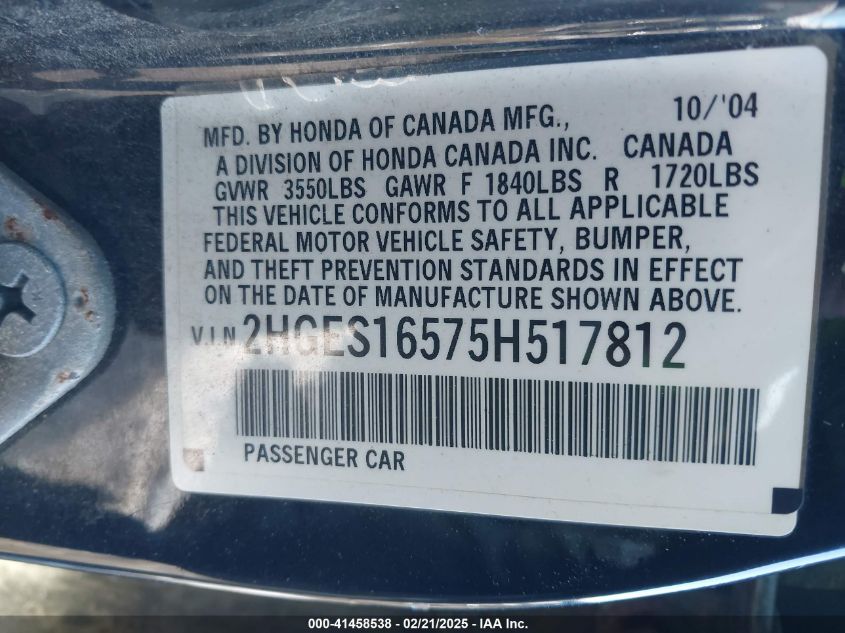 10/'04
MFD. BY HONDA OF CANADA MFG.,
A DIVISION OF HONDA CANADA INC. CANADA
GVWR 3550LBS GAWR F 1840LBS R 1720LBS
THIS VEHICLE CONFORMS TO ALL APPLICABLE
FEDERAL MOTOR VEHICLE SAFETY, BUMPER,
AND THEFT PREVENTION STANDARDS IN EFFECT
ON THE DATE OF MANUFACTURE SHOWN ABOVE.
V.I.N. 2HGES16575H517812
PASSENGER CAR
000-41458538 - 02/21/2025 - IAAI Inc.